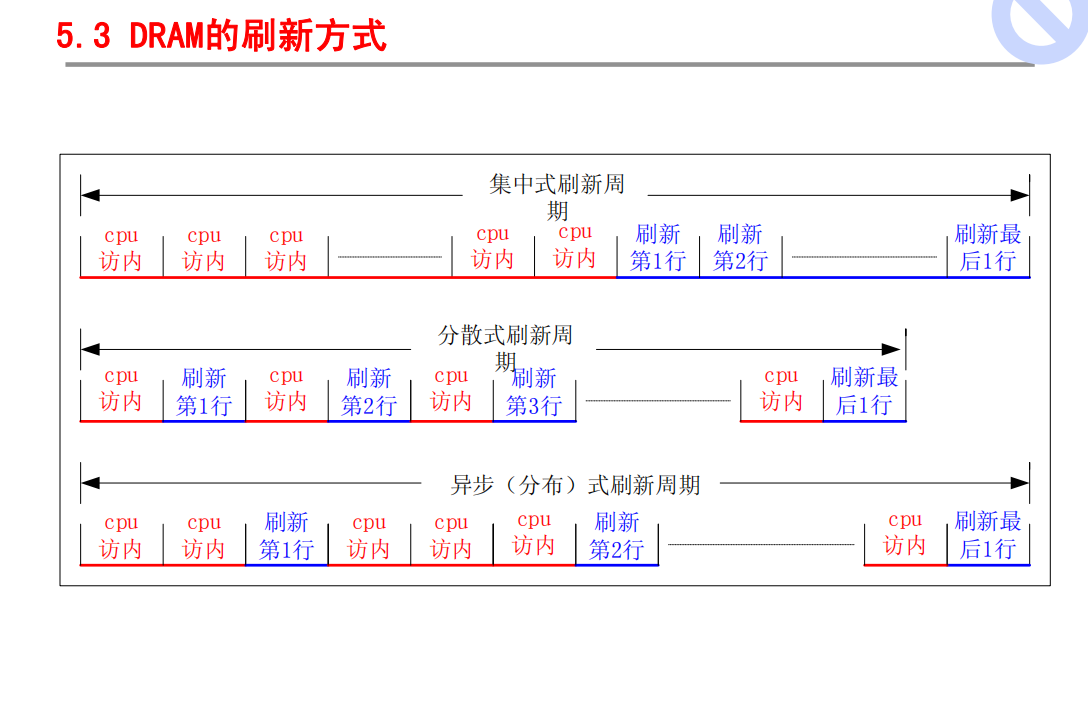 5.3 DRAM的刷新方式
集中式刷新周
期
cpu
访内
cpu
访内
cpu
访内
cpu
访内
cpu
访内
刷新
第1行
刷新
第2行
刷新最
后1行
分散式刷新周
期
cpu
访内
刷新
第1行
cpu
访内
刷新
第2行
cpu
访内
刷新
第3行
cpu
访内
刷新最
后1行
异步（分布）式刷新周期
cpu
访内
cpu
访内
刷新
第1行
cpu
访内
cpu
访内
cpu
访内
刷新
第2行
cpu
访内
刷新最
后1行